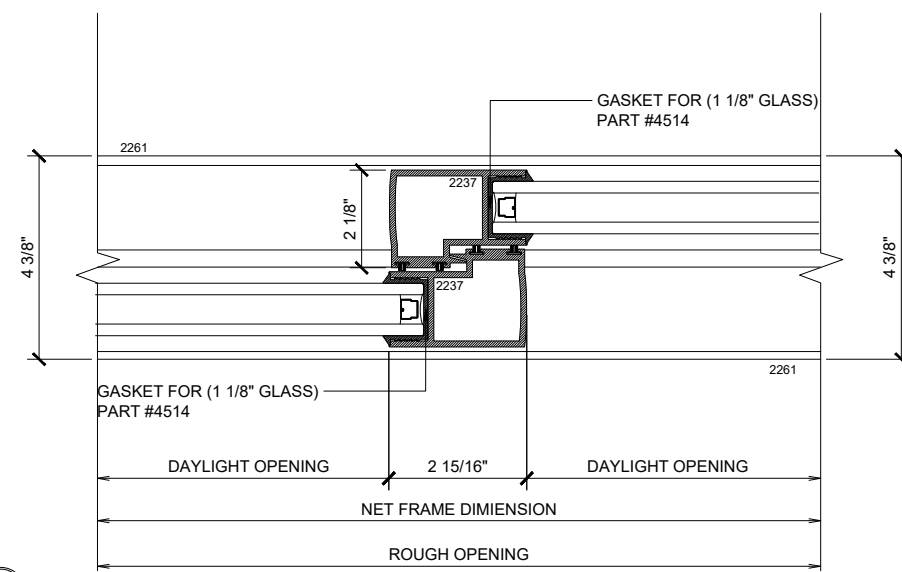 GASKET FOR (1 1/8" GLASS)
PART #4514
2261
2237
2 1/8"
4 3/8"
4 3/8"
2237
2261
GASKET FOR (1 1/8" GLASS)
PART #4514
DAYLIGHT OPENING
2 15/16"
DAYLIGHT OPENING
NET FRAME DIMIENSION
ROUGH OPENING